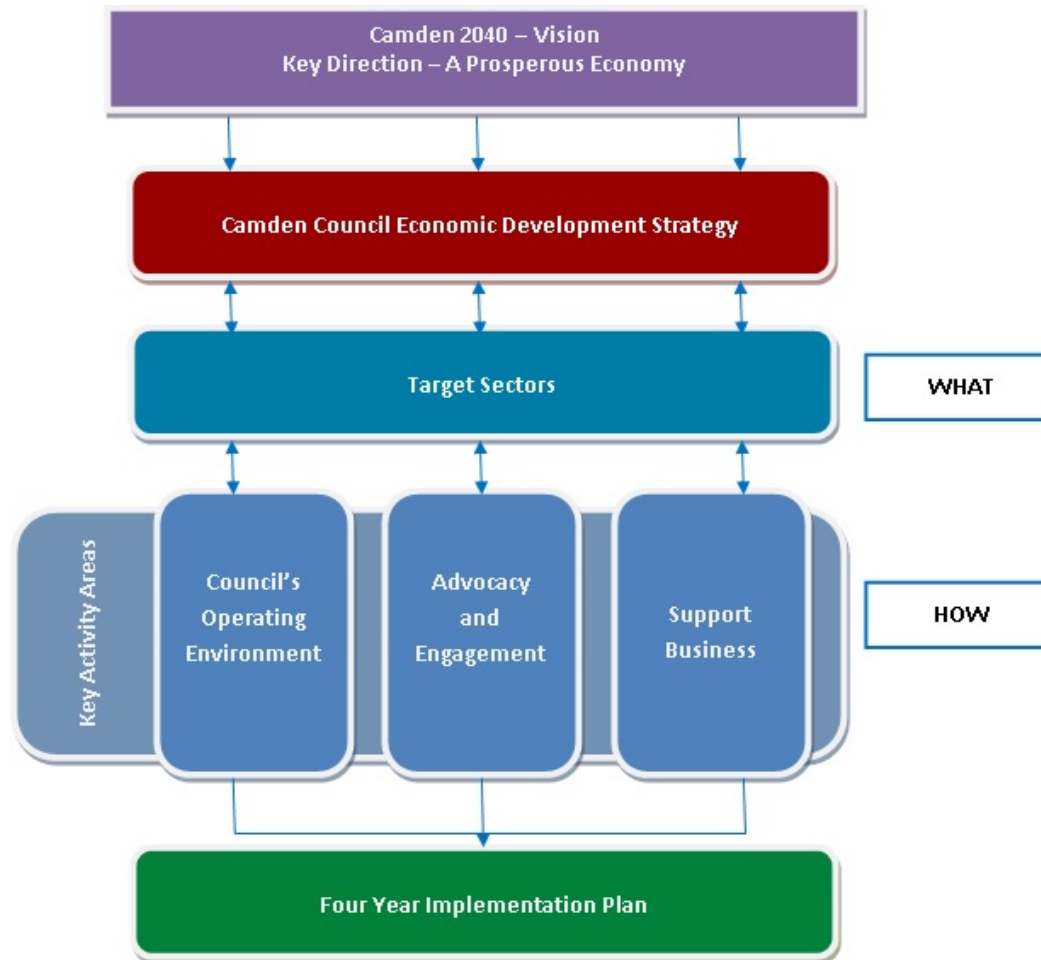 Camden 2040 – Vision
Key Direction – A Prosperous Economy
Camden Council Economic Development Strategy
Target Sectors
WHAT
Key Activity Areas
Council's
Operating
Environment
Advocacy
and
Engagement
Support
Business
HOW
Four Year Implementation Plan